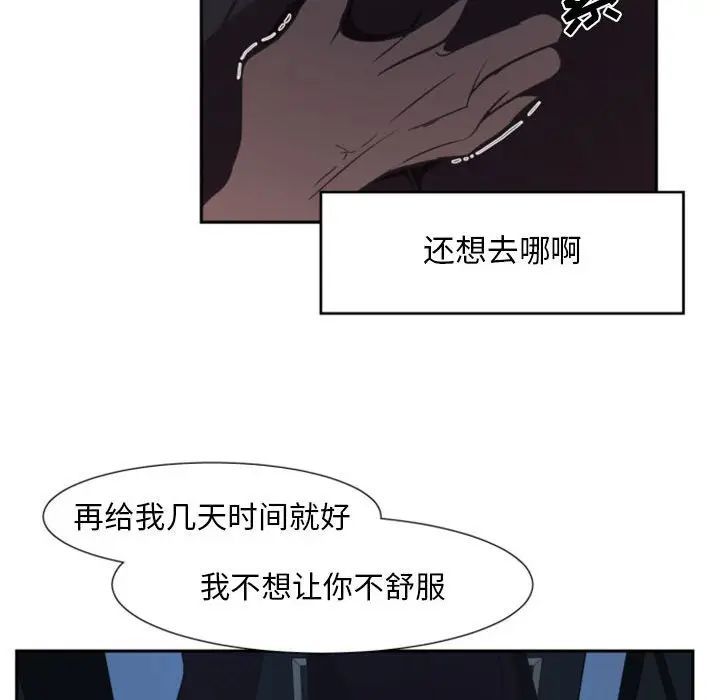 还想去哪啊
再给我几天时间就好
我不想让你不舒服